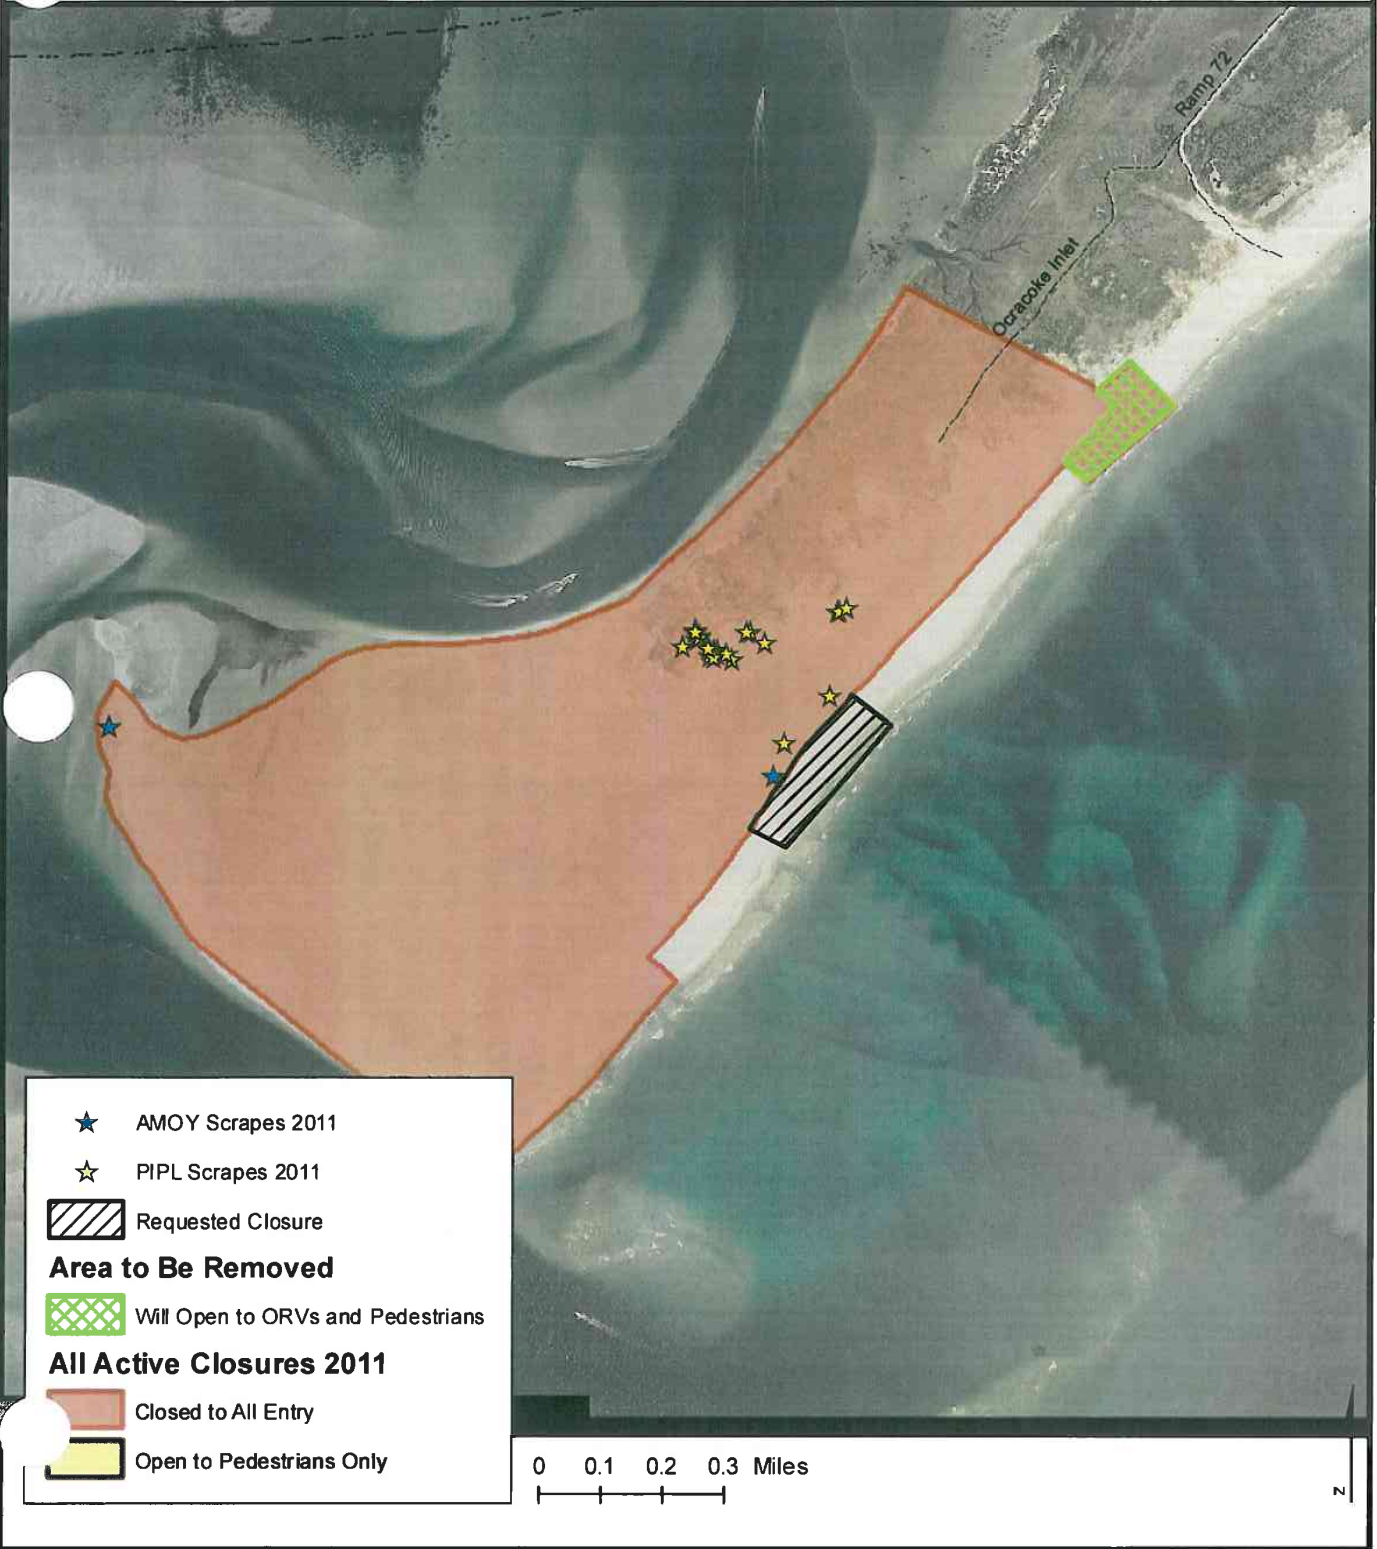 Ramp 72
Ocracoke Inlet
AMOY Scrapes 2011
PIPL Scrapes 2011
Requested Closure
Area to Be Removed
Will Open to ORVs and Pedestrians
All Active Closures 2011
Closed to All Entry
Open to Pedestrians Only
0 0.1 0.2 0.3 Miles
N